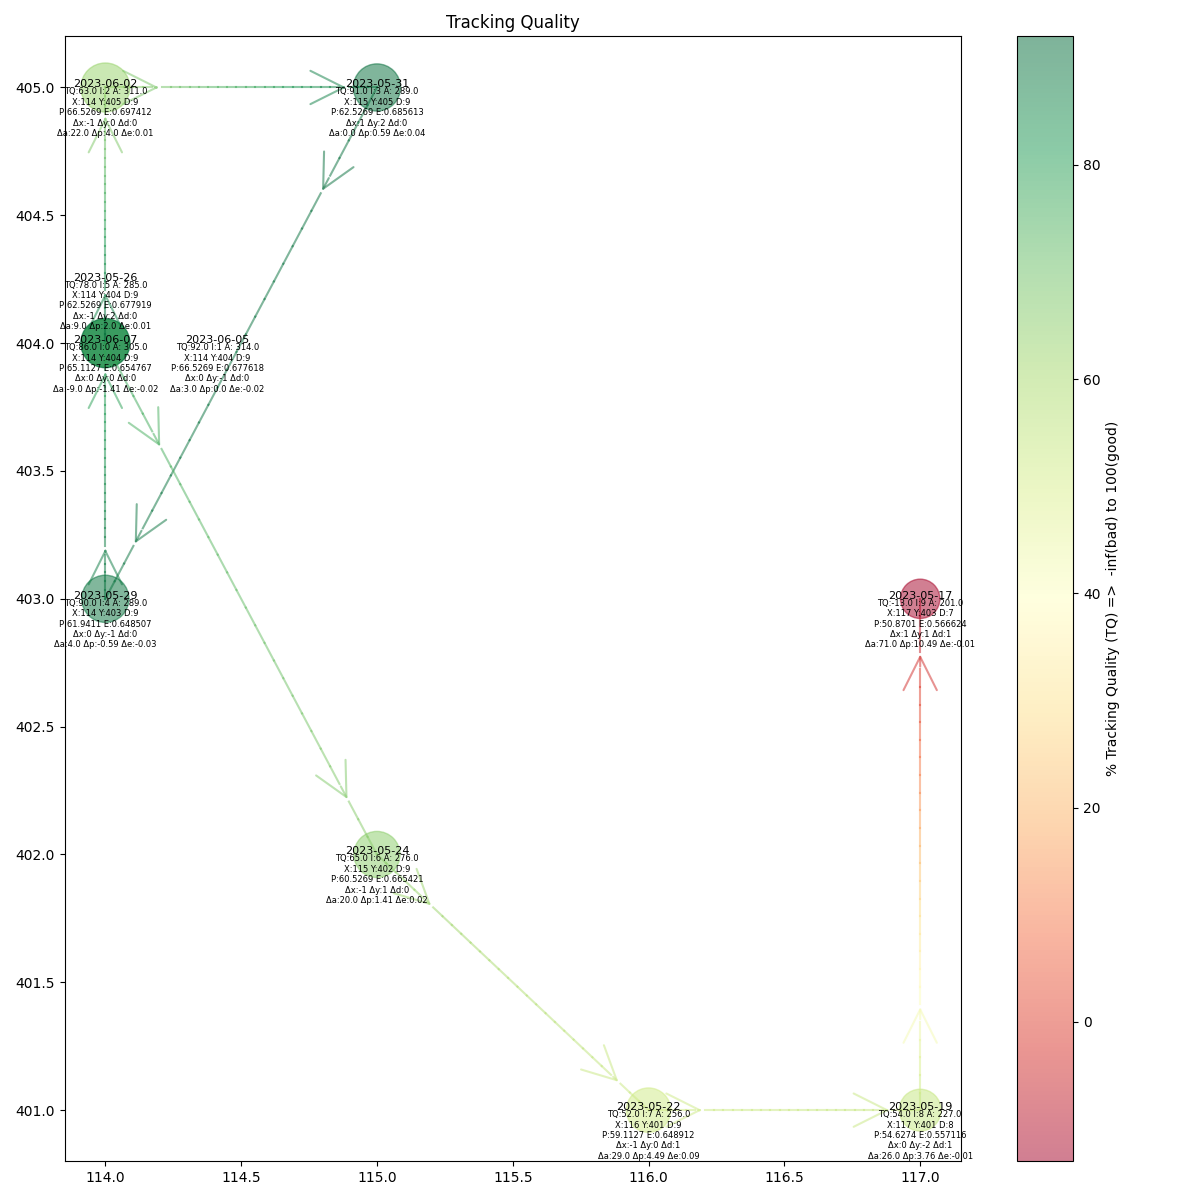 Tracking Quality
405.0
404.5
404.0
403.5
403.0
402.5
402.0
401.5
401.0
2023-06-02
TQ:63.0 I:2 A: 311.0
X:114 Y:405 D:9
P:66.5269 E:0.697412
Δx:-1 Δy:0 Δd:0
Δa:22.0 Δp:4.0 Δe:0.01
2023-05-31
TQ:91.0 I:3 A: 289.0
X:115 Y:405 D:9
P:62.5269 E:0.685613
Δx:1 Δy:2 Δd:0
Δa:0.0 Δp:0.59 Δe:0.04
2023-05-26
TQ:78.0 I:5 A: 285.0
X:114 Y:404 D:9
P:62.5269 E:0.677919
Δx:-1 Δy:2 Δd:0
Δa:9.0 Δp:2.0 Δe:0.01
2023-06-07
TQ:86.0 I:0 A: 305.0
X:114 Y:404 D:9
P:65.1127 E:0.654767
Δx:0 Δy:0 Δd:0
Δa:-9.0 Δp:-1.41 Δe:-0.02
2023-06-05
TQ:92.0 I:1 A: 314.0
X:114 Y:404 D:9
P:66.5269 E:0.677618
Δx:0 Δy:-1 Δd:0
Δa:3.0 Δp:0.0 Δe:-0.02
2023-05-29
TQ:90.0 I:4 A: 289.0
X:114 Y:403 D:9
P:61.9411 E:0.648507
Δx:0 Δy:-1 Δd:0
Δa:4.0 Δp:-0.59 Δe:-0.03
2023-05-17
TQ:-13.0 I:9 A: 201.0
X:117 Y:403 D:7
P:50.8701 E:0.566624
Δx:1 Δy:1 Δd:1
Δa:71.0 Δp:10.49 Δe:-0.01
2023-05-24
TQ:65.0 I:6 A: 276.0
X:115 Y:402 D:9
P:60.5269 E:0.665421
Δx:-1 Δy:1 Δd:0
Δa:20.0 Δp:1.41 Δe:0.02
2023-05-22
TQ:52.0 I:7 A: 256.0
X:116 Y:401 D:9
P:59.1127 E:0.648912
Δx:-1 Δy:0 Δd:1
Δa:29.0 Δp:4.49 Δe:0.09
2023-05-19
TQ:54.0 I:8 A: 227.0
X:117 Y:401 D:8
P:54.6274 E:0.557116
Δx:0 Δy:-2 Δd:1
Δa:26.0 Δp:3.76 Δe:-0.01
114.0 114.5 115.0 115.5 116.0 116.5 117.0
80
60
40
20
0
% Tracking Quality (TQ) => -inf(bad) to 100(good)